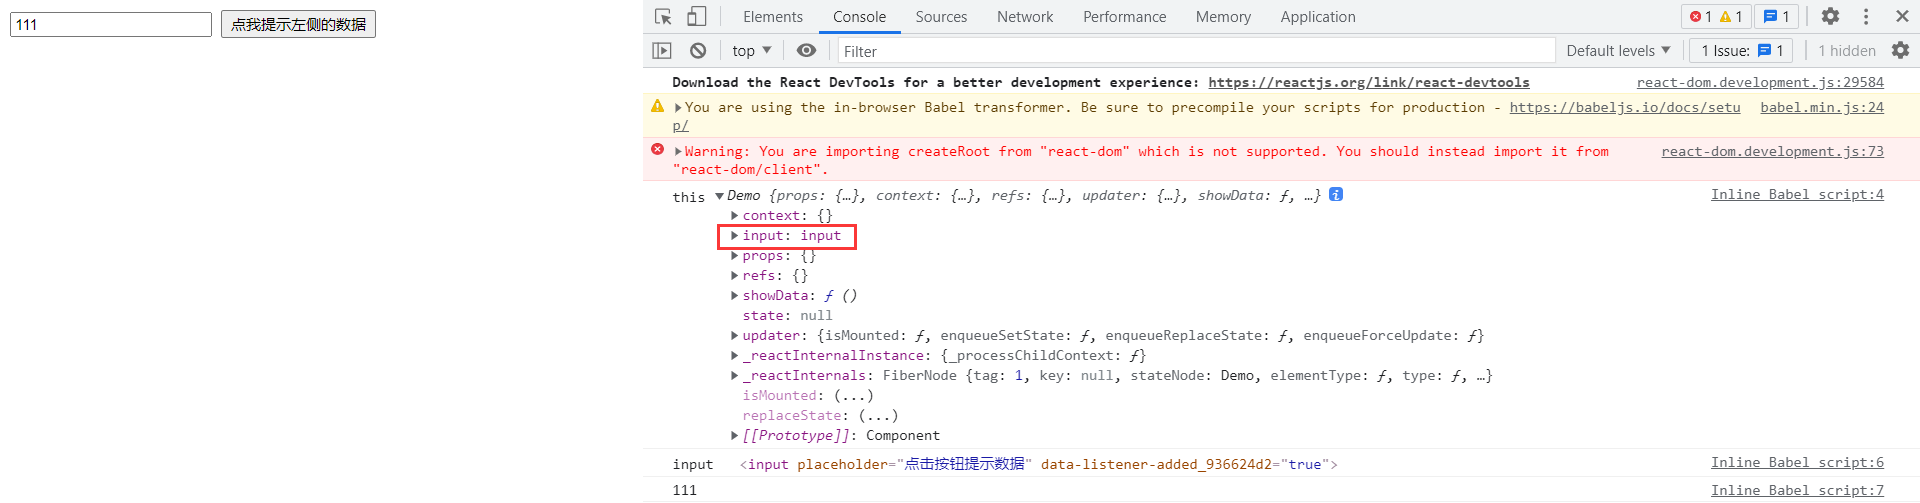 111 点我提示左侧的数据
Elements Console Sources Network Performance Memory Application 1 1 1
top Filter Default levels 1 Issue: 1 1 hidden
Download the React DevTools for a better development experience: https://reactjs.org/link/react-devtools react-dom.development.js:29584
You are using the in-browser Babel transformer. Be sure to precompile your scripts for production - https://babeljs.io/docs/setu babel.min.js:24
p/
Warning: You are importing createRoot from "react-dom" which is not supported. You should instead import it from react-dom.development.js:73
"react-dom/client".
this Demo {props: {…}, context: {…}, refs: {…}, updater: {…}, showData: ƒ, …} i Inline Babel script:4
context: {}
input: input
props: {}
refs: {}
showData: ƒ ()
state: null
updater: {isMounted: ƒ, enqueueSetState: ƒ, enqueueReplaceState: ƒ, enqueueForceUpdate: ƒ}
_reactInternalInstance: {_processChildContext: ƒ}
_reactInternals: FiberNode {tag: 1, key: null, stateNode: Demo, elementType: ƒ, type: ƒ, …}
isMounted: (...)
replaceState: (...)
[[Prototype]]: Component
input <input placeholder="点击按钮提示数据" data-listener-added_936624d2="true"> Inline Babel script:6
111 Inline Babel script:7